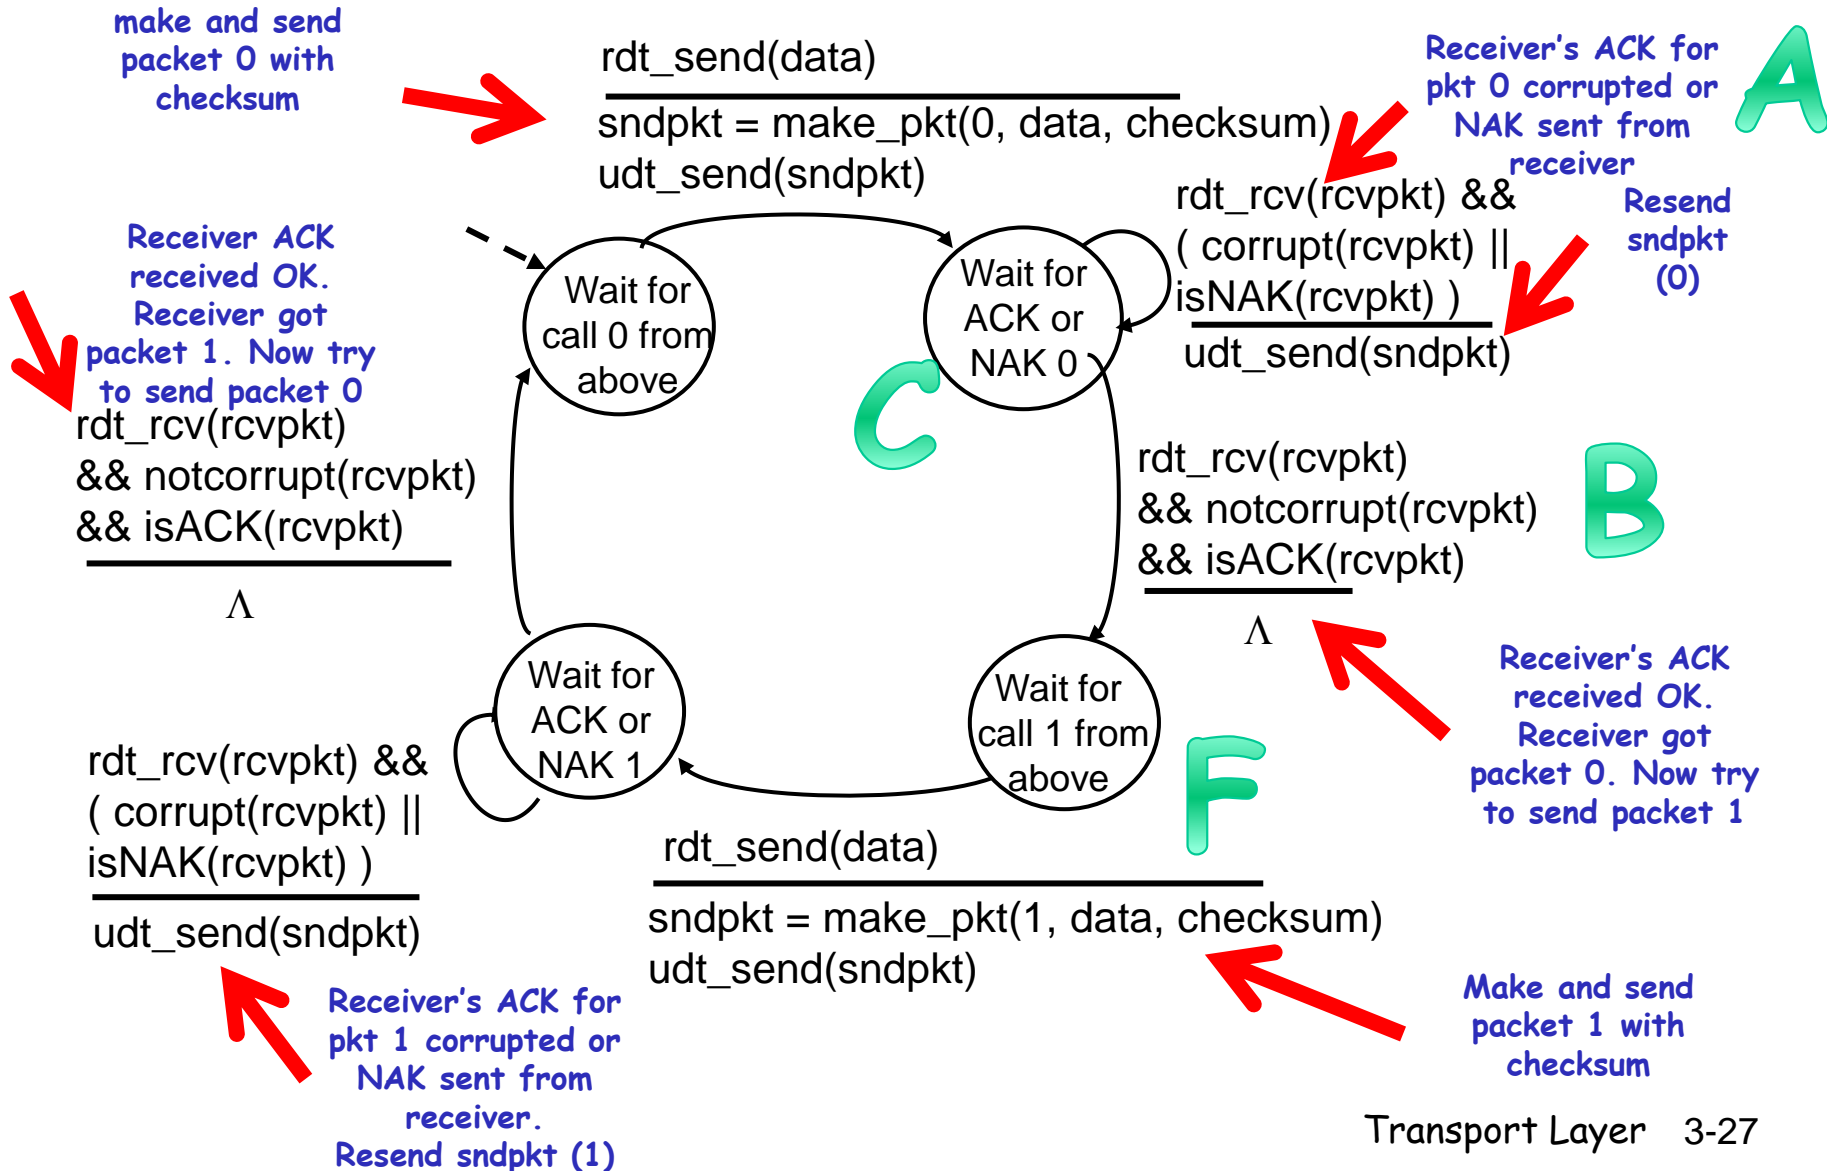 make and send
packet 0 with
checksum
rdt_send(data)
sndpkt = make_pkt(0, data, checksum)
udt_send(sndpkt)
Receiver's ACK for
pkt 0 corrupted or
NAK sent from
receiver
A
rdt_rcv(rcvpkt) &&
( corrupt(rcvpkt) ||
isNAK(rcvpkt) )
udt_send(sndpkt)
Resend
sndpkt
(0)
Receiver ACK
received OK.
Receiver got
packet 1. Now try
to send packet 0
rdt_rcv(rcvpkt)
&& notcorrupt(rcvpkt)
&& isACK(rcvpkt)
Λ
Wait for
call 0 from
above
Wait for
ACK or
NAK 0
C
rdt_rcv(rcvpkt)
&& notcorrupt(rcvpkt)
&& isACK(rcvpkt)
Λ
B
Receiver's ACK
received OK.
Receiver got
packet 0. Now try
to send packet 1
Wait for
ACK or
NAK 1
Wait for
call 1 from
above
F
rdt_rcv(rcvpkt) &&
( corrupt(rcvpkt) ||
isNAK(rcvpkt) )
udt_send(sndpkt)
rdt_send(data)
sndpkt = make_pkt(1, data, checksum)
udt_send(sndpkt)
Receiver's ACK for
pkt 1 corrupted or
NAK sent from
receiver.
Resend sndpkt (1)
Make and send
packet 1 with
checksum
Transport Layer 3-27